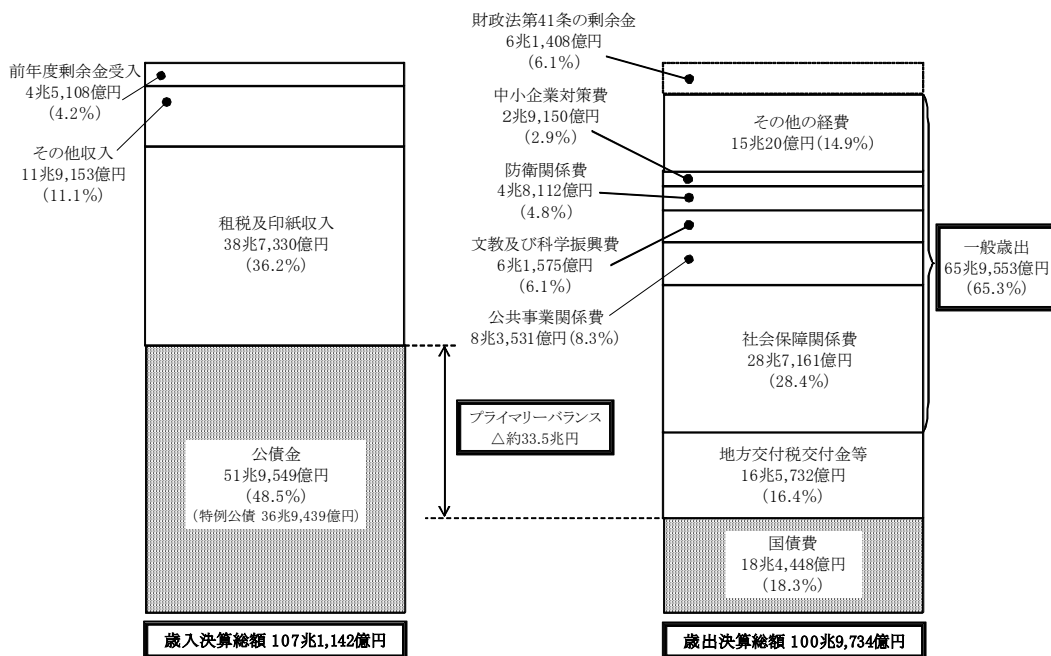 前年度剰余金受入
4兆5,108億円
(4.2%)
その他収入
11兆9,153億円
(11.1%)
租税及印紙収入
38兆7,330億円
(36.2%)
公債金
51兆9,549億円
(48.5%)
(特例公債 36兆9,439億円)
歳入決算総額 107兆1,142億円
プライマリーバランス
△約33.5兆円
財政法第41条の剰余金
6兆1,408億円
(6.1%)
中小企業対策費
2兆9,150億円
(2.9%)
防衛関係費
4兆8,112億円
(4.8%)
文教及び科学振興費
6兆1,575億円
(6.1%)
公共事業関係費
8兆3,531億円(8.3%)
その他の経費
15兆20億円(14.9%)
社会保障関係費
28兆7,161億円
(28.4%)
地方交付税交付金等
16兆5,732億円
(16.4%)
国債費
18兆4,448億円
(18.3%)
歳出決算総額 100兆9,734億円
一般歳出
65兆9,553億円
(65.3%)